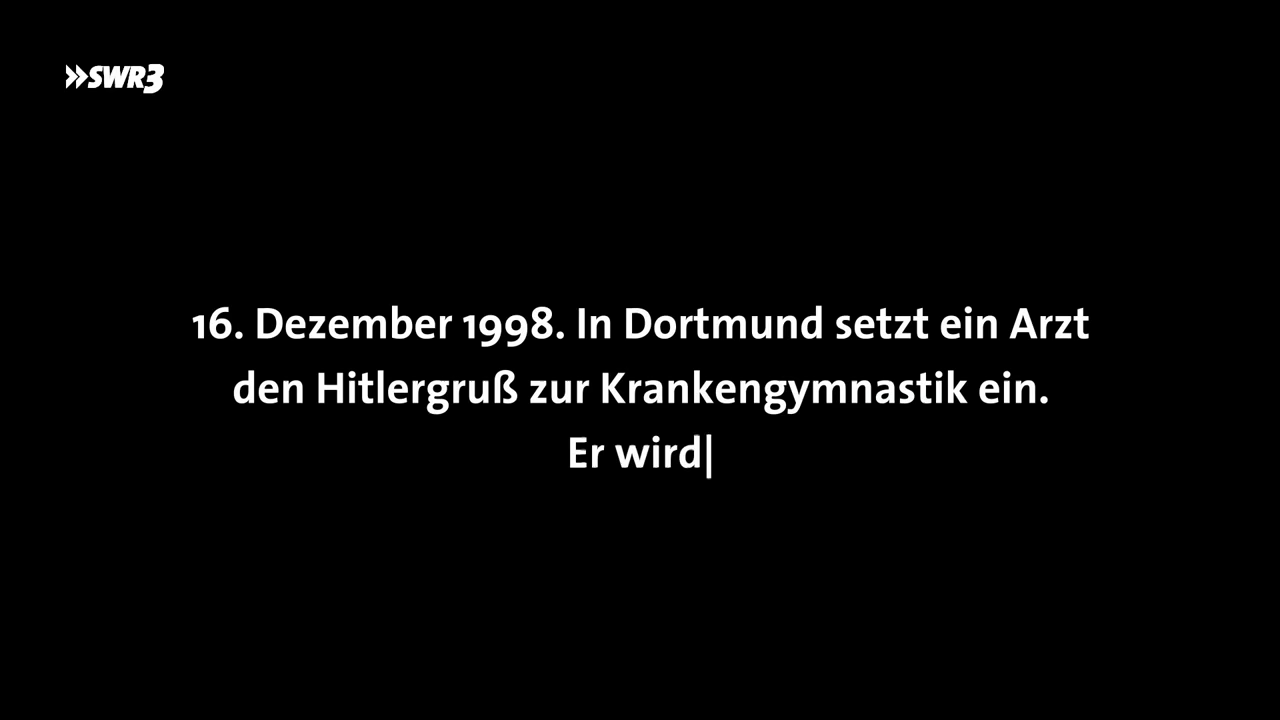 SWR3
16. Dezember 1998. In Dortmund setzt ein Arzt
den Hitlergruß zur Krankengymnastik ein.
Er wird